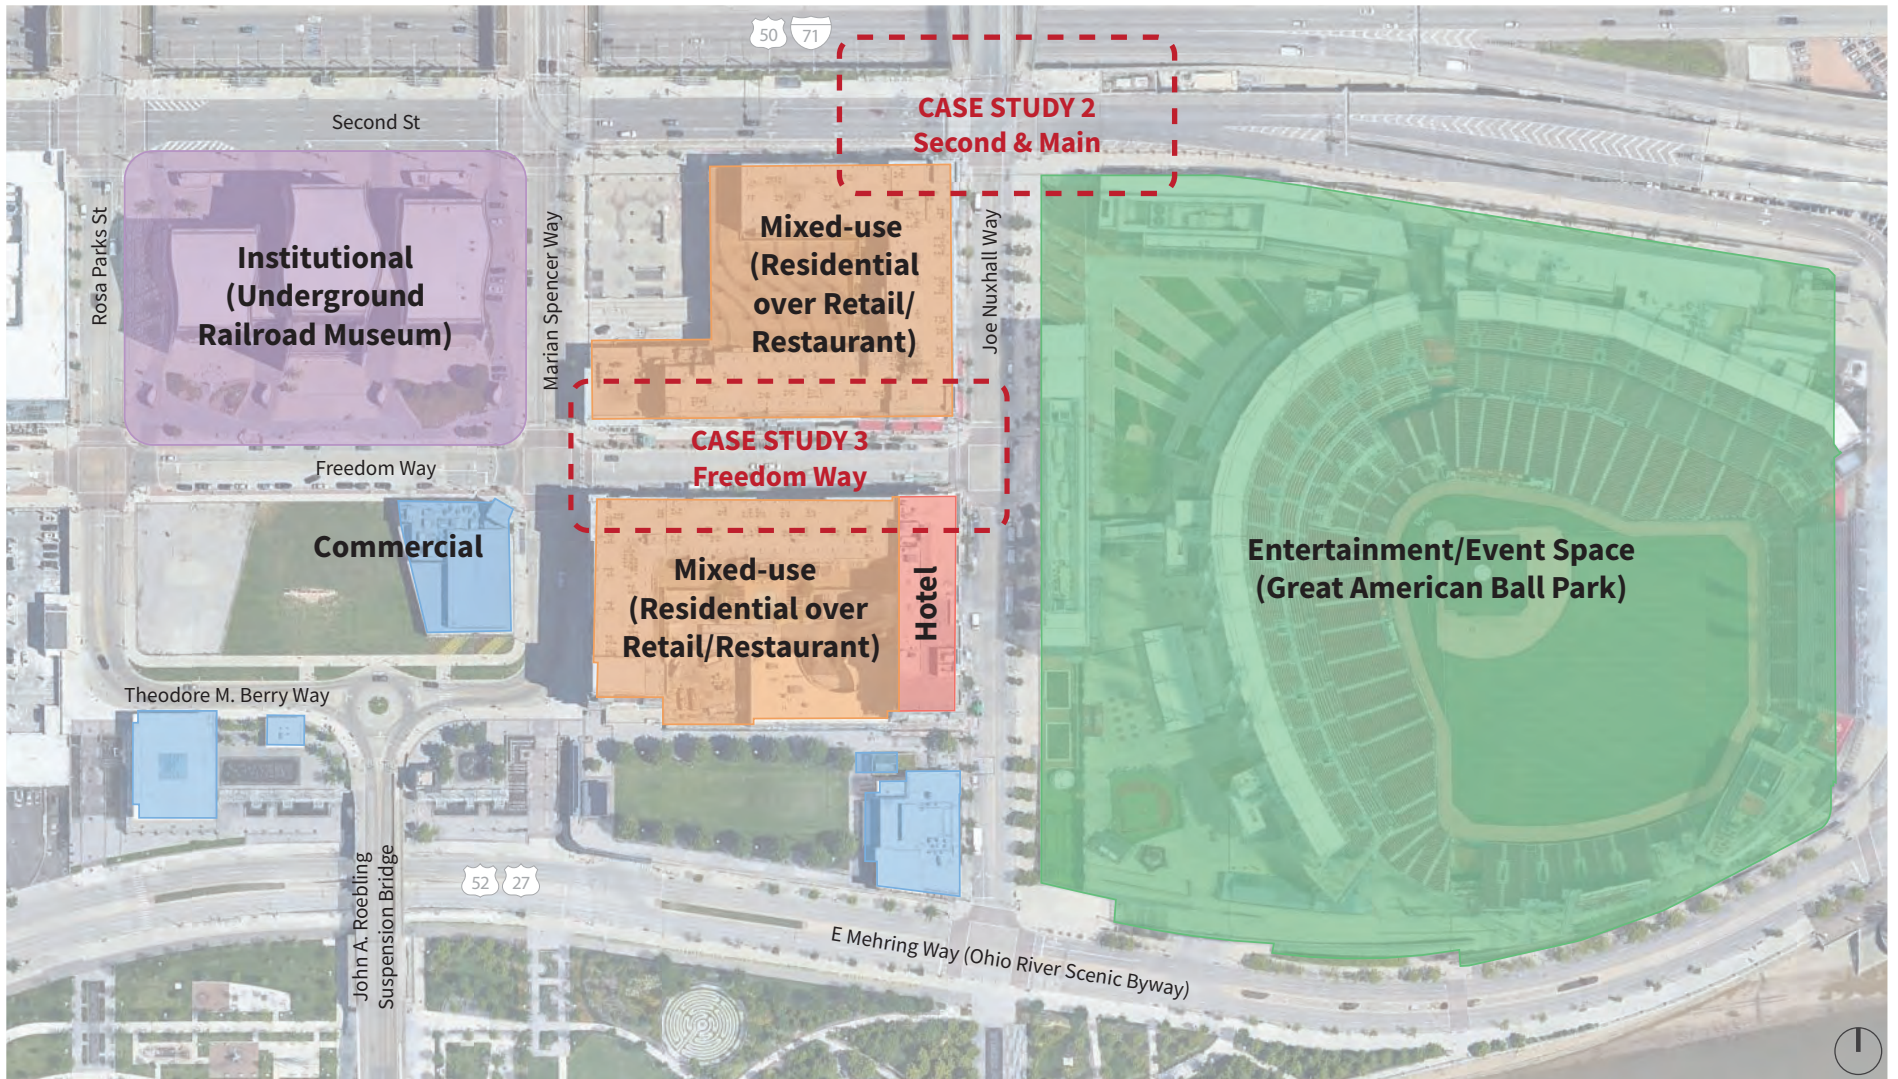 50
71
CASE STUDY 2
Second & Main
Second St
Rosa Parks St
Institutional
(Underground
Railroad Museum)
Marian Spencer Way
Mixed-use
(Residential
over Retail/
Restaurant)
Joe Nuxhall Way
CASE STUDY 3
Freedom Way
Freedom Way
Commercial
Mixed-use
(Residential over
Retail/Restaurant)
Hotel
Entertainment/Event Space
(Great American Ball Park)
Theodore M. Berry Way
John A. Roebling
Suspension Bridge
52
27
E Mehring Way (Ohio River Scenic Byway)